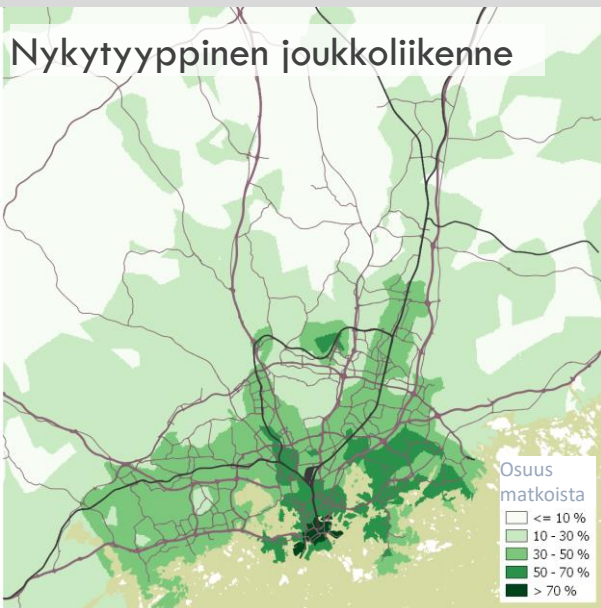 Nykytyyppinen joukkoliikenne
Osuus
matkoista
<= 10 %
10 - 30 %
30 - 50 %
50 - 70 %
> 70 %